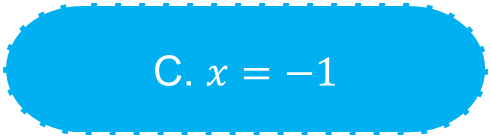 C. x = −1